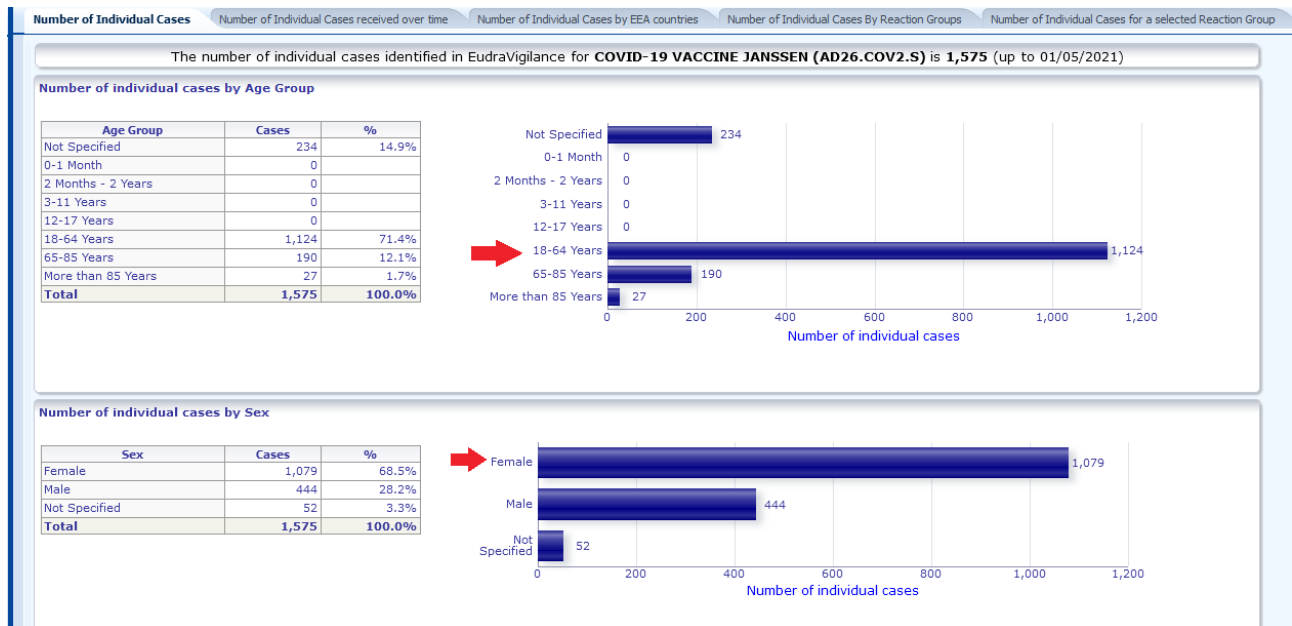 Number of Individual Cases
Number of Individual Cases received over time
Number of Individual Cases by EEA countries
Number of Individual Cases By Reaction Groups
Number of Individual Cases for a selected Reaction Group
The number of individual cases identified in EudraVigilance for COVID-19 VACCINE JANSSEN (AD26.COV2.S) is 1,575 (up to 01/05/2021)
Number of individual cases by Age Group
Age Group Cases %
Not Specified 234 14.9%
0-1 Month 0
2 Months - 2 Years 0
3-11 Years 0
12-17 Years 0
18-64 Years 1,124 71.4%
65-85 Years 190 12.1%
More than 85 Years 27 1.7%
Total 1,575 100.0%
Not Specified 234
0-1 Month 0
2 Months - 2 Years 0
3-11 Years 0
12-17 Years 0
18-64 Years 1,124
65-85 Years 190
More than 85 Years 27
0 200 400 600 800 1,000 1,200
Number of individual cases
Number of individual cases by Sex
Sex Cases %
Female 1,079 68.5%
Male 444 28.2%
Not Specified 52 3.3%
Total 1,575 100.0%
Female 1,079
Male 444
Not
Specified 52
0 200 400 600 800 1,000 1,200
Number of individual cases